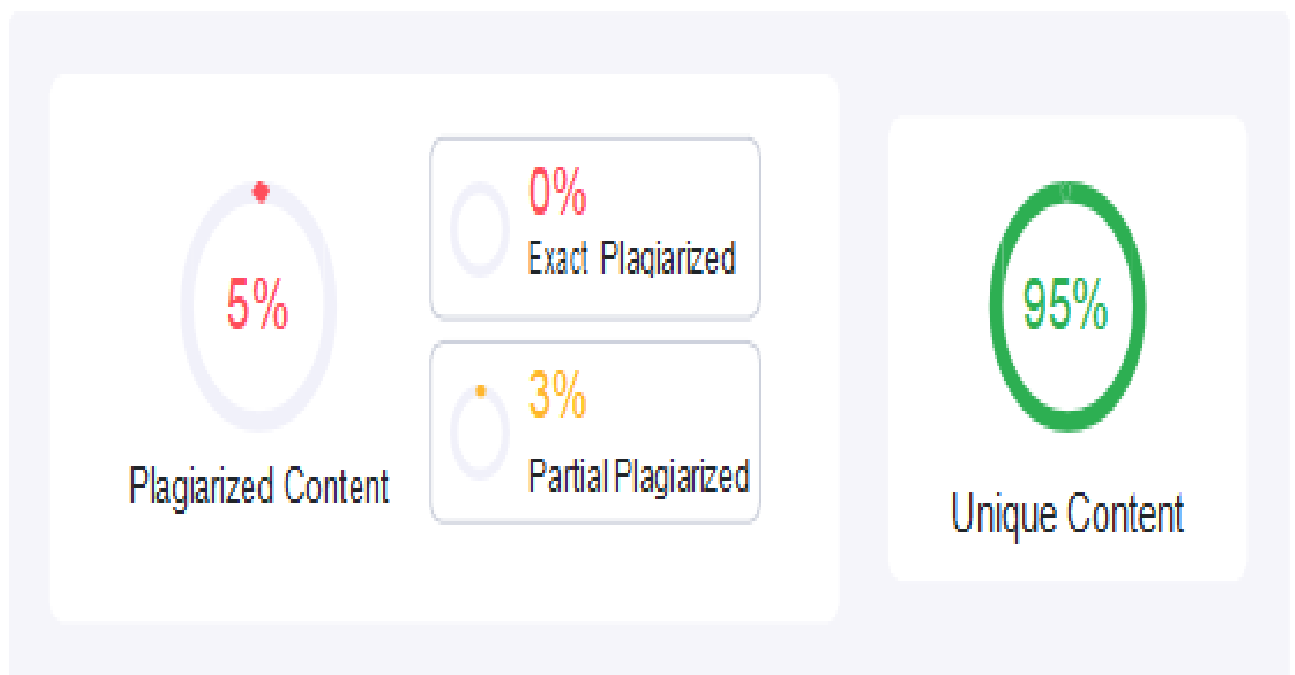 5%
Plagiarized Content
0%
Exact Plagiarized
3%
Partial Plagiarized
95%
Unique Content